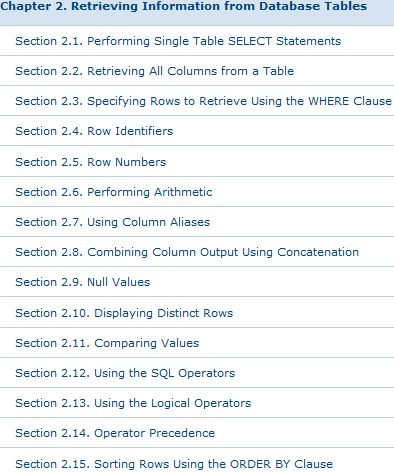 Chapter 2. Retrieving Information from Database Tables
Section 2.1. Performing Single Table SELECT Statements
Section 2.2. Retrieving All Columns from a Table
Section 2.3. Specifying Rows to Retrieve Using the WHERE Clause
Section 2.4. Row Identifiers
Section 2.5. Row Numbers
Section 2.6. Performing Arithmetic
Section 2.7. Using Column Aliases
Section 2.8. Combining Column Output Using Concatenation
Section 2.9. Null Values
Section 2.10. Displaying Distinct Rows
Section 2.11. Comparing Values
Section 2.12. Using the SQL Operators
Section 2.13. Using the Logical Operators
Section 2.14. Operator Precedence
Section 2.15. Sorting Rows Using the ORDER BY Clause